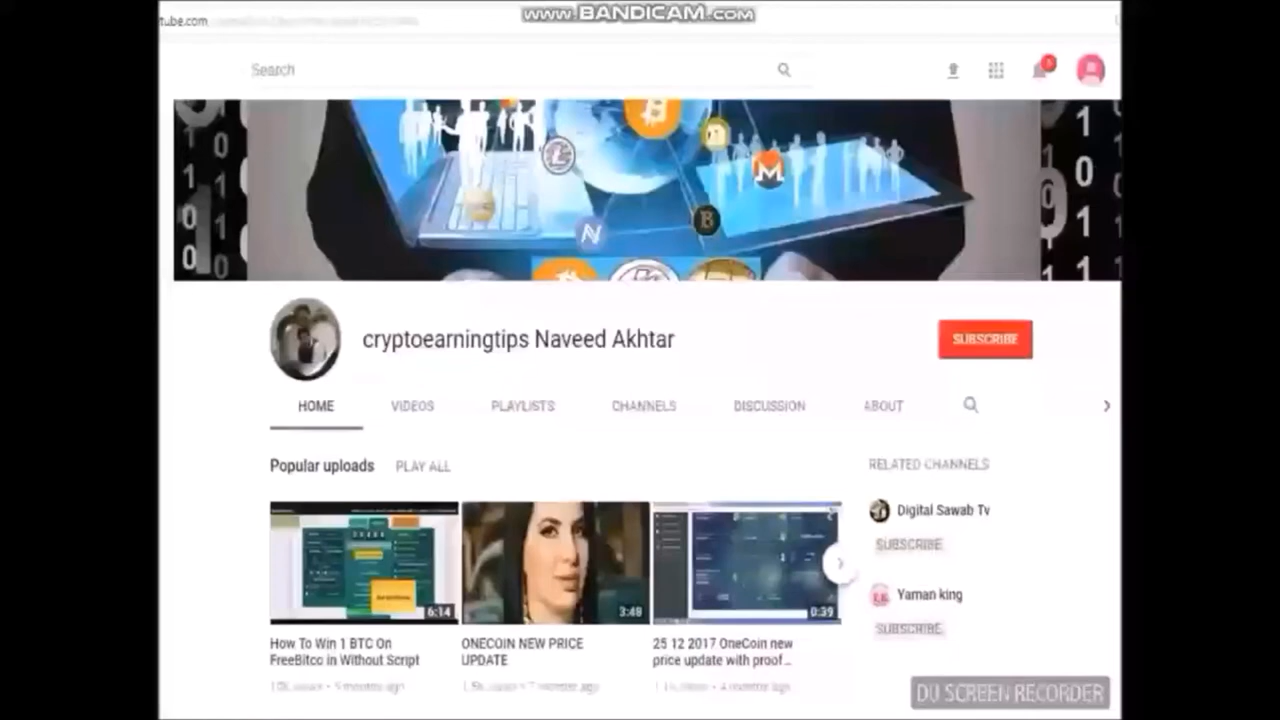 www.BANDICAM.com
tube.com
Search
cryptoearningtips Naveed Akhtar
SUBSCRIBE
HOME VIDEOS PLAYLISTS CHANNELS DISCUSSION ABOUT
Popular uploads PLAY ALL
6:14
3:48
0:39
How To Win 1 BTC On
FreeBitco in Without Script
ONECOIN NEW PRICE
UPDATE
25 12 2017 OneCoin new
price update with proof...
RELATED CHANNELS
Digital Sawab Tv
SUBSCRIBE
Yaman king
SUBSCRIBE
DU SCREEN RECORDER